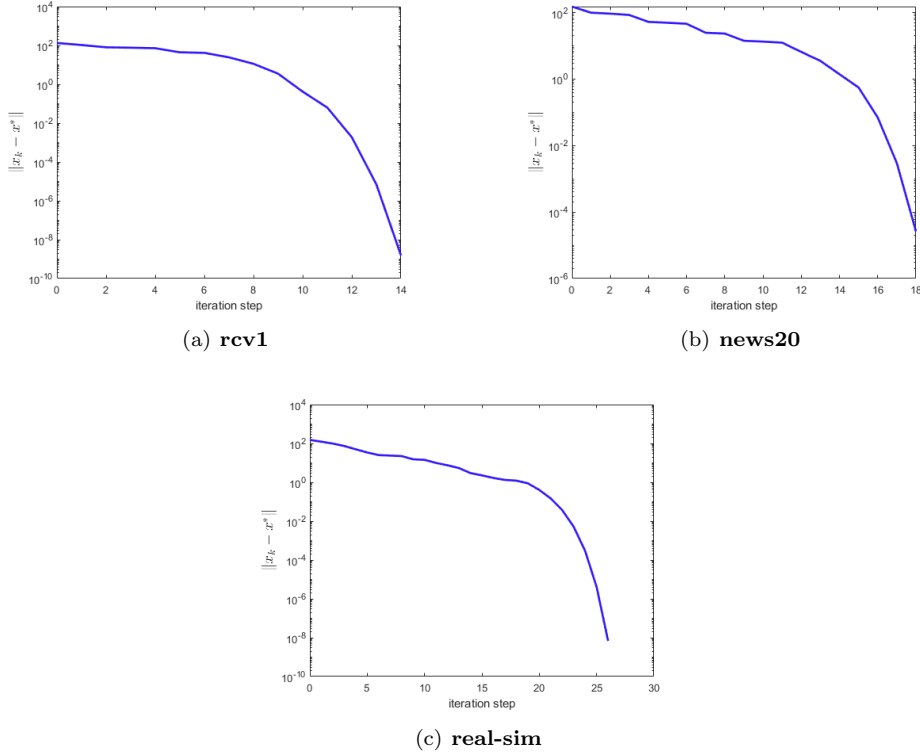 10^4
10^2
10^0
10^-2
10^-4
10^-6
10^-8
10^-10
||x_k − x*||
0 2 4 6 8 10 12 14
iteration step
(a) rcv1
10^2
10^0
10^-2
10^-4
10^-6
||x_k − x*||
0 2 4 6 8 10 12 14 16 18
iteration step
(b) news20
10^4
10^2
10^0
10^-2
10^-4
10^-6
10^-8
10^-10
||x_k − x*||
0 5 10 15 20 25 30
iteration step
(c) real-sim